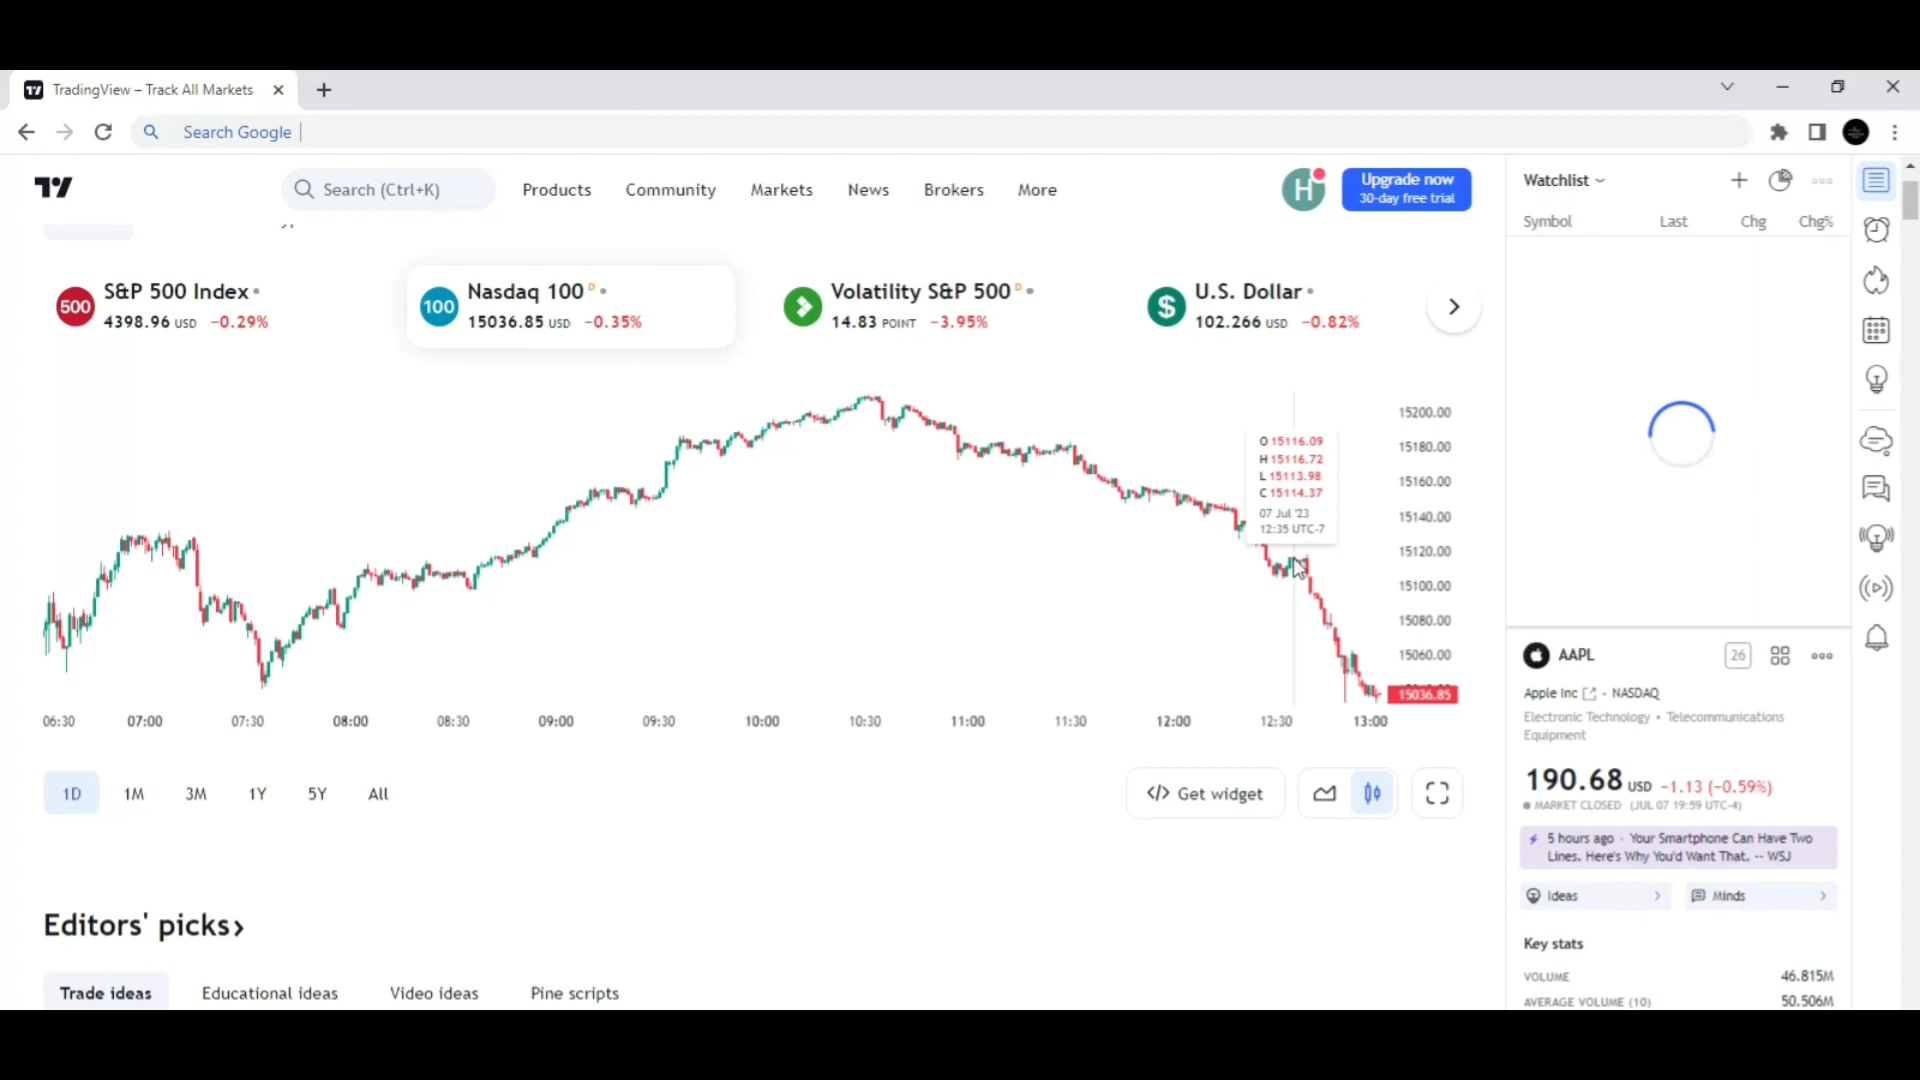 TradingView – Track All Markets
Search Google
Search (Ctrl+K)
Products
Community
Markets
News
Brokers
More
H
Upgrade now
30-day free trial
500
S&P 500 Index
4398.96 USD −0.29%
100
Nasdaq 100 D
15036.85 USD −0.35%
Volatility S&P 500 D
14.83 POINT −3.95%
$
U.S. Dollar
102.266 USD −0.82%
O 15116.09
H 15116.72
L 15113.98
C 15114.37
07 Jul '23
12:35 UTC-7
15200.00
15180.00
15160.00
15140.00
15120.00
15100.00
15080.00
15060.00
15036.85
06:30 07:00 07:30 08:00 08:30 09:00 09:30 10:00 10:30 11:00 11:30 12:00 12:30 13:00
1D 1M 3M 1Y 5Y All
Get widget
Editors' picks
Trade ideas
Educational ideas
Video ideas
Pine scripts
Watchlist
Symbol Last Chg Chg%
AAPL
26
Apple Inc - NASDAQ
Electronic Technology • Telecommunications
Equipment
190.68 USD −1.13 (−0.59%)
MARKET CLOSED (JUL 07 19:59 UTC-4)
5 hours ago · Your Smartphone Can Have Two
Lines. Here's Why You'd Want That. -- WSJ
Ideas
Minds
Key stats
VOLUME 46.815M
AVERAGE VOLUME (10) 50.506M